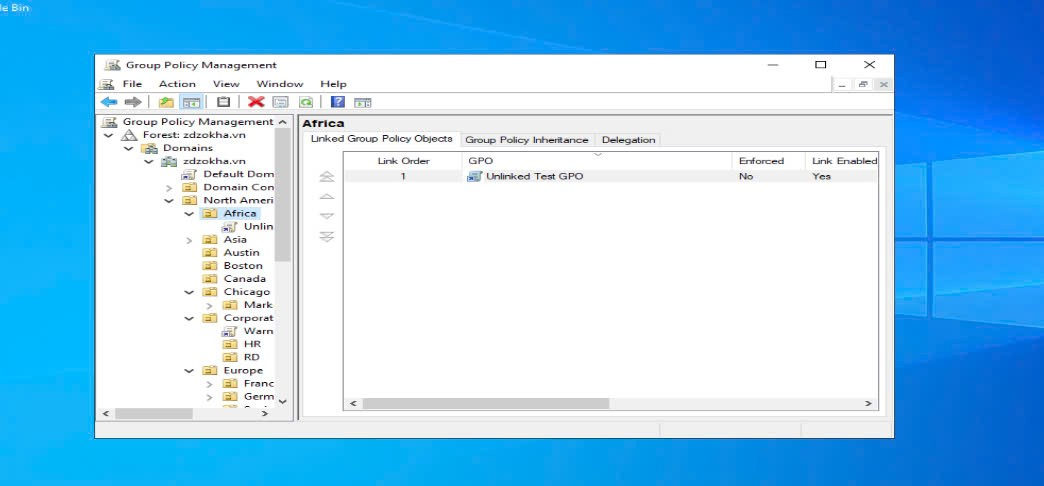 le Bin
Group Policy Management
File Action View Window Help
Group Policy Management
Forest: zdzokha.vn
Domains
zdzokha.vn
Default Dom
Domain Con
North Ameri
Africa
Unlin
Asia
Austin
Boston
Canada
Chicago
Mark
Corporat
Warn
HR
RD
Europe
Franc
Germ
Africa
Linked Group Policy Objects Group Policy Inheritance Delegation
Link Order GPO Enforced Link Enabled
1 Unlinked Test GPO No Yes